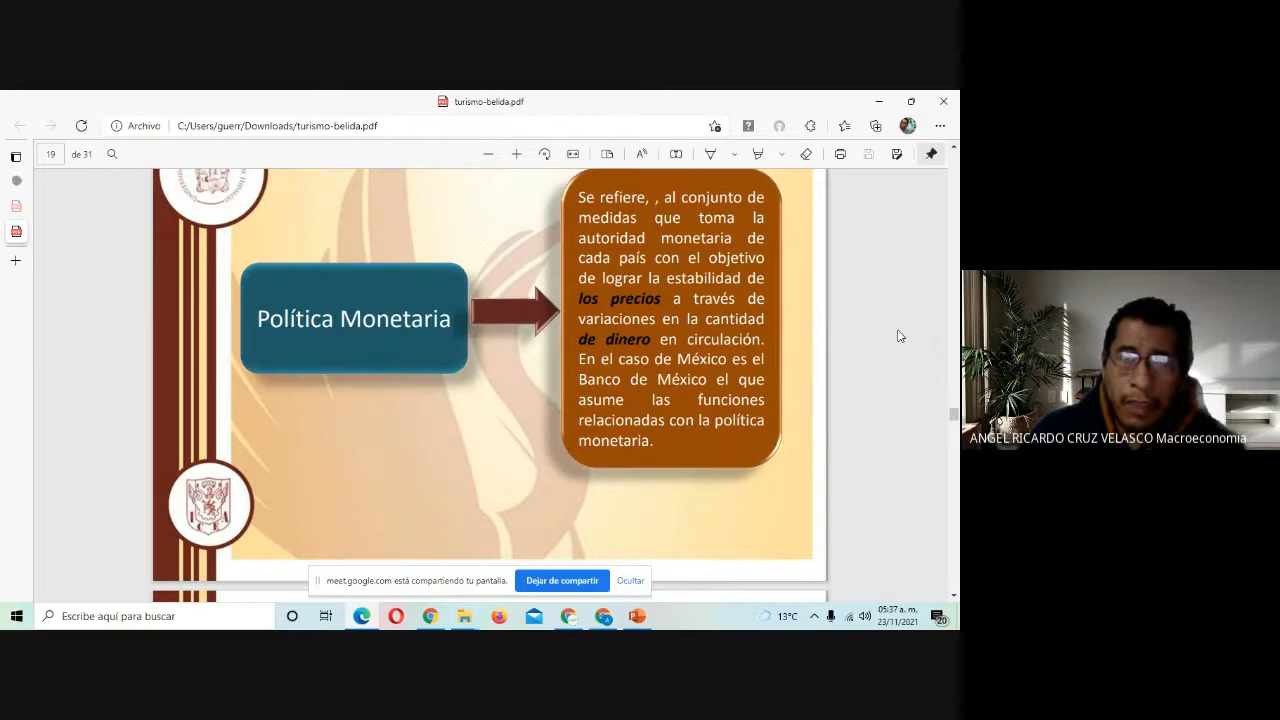 turismo-belida.pdf
Archivo
C:/Users/guerr/Downloads/turismo-belida.pdf
19 de 31
Se refiere, , al conjunto de
medidas que toma la
autoridad monetaria de
cada país con el objetivo
de lograr la estabilidad de
los precios a través de
variaciones en la cantidad
de dinero en circulación.
En el caso de México es el
Banco de México el que
asume las funciones
relacionadas con la política
monetaria.
Política Monetaria
ICEA
meet.google.com está compartiendo tu pantalla.
Dejar de compartir
Ocultar
Escribe aquí para buscar
13°C
05:37 a. m.
23/11/2021
20
ANGEL RICARDO CRUZ VELASCO Macroeconomia